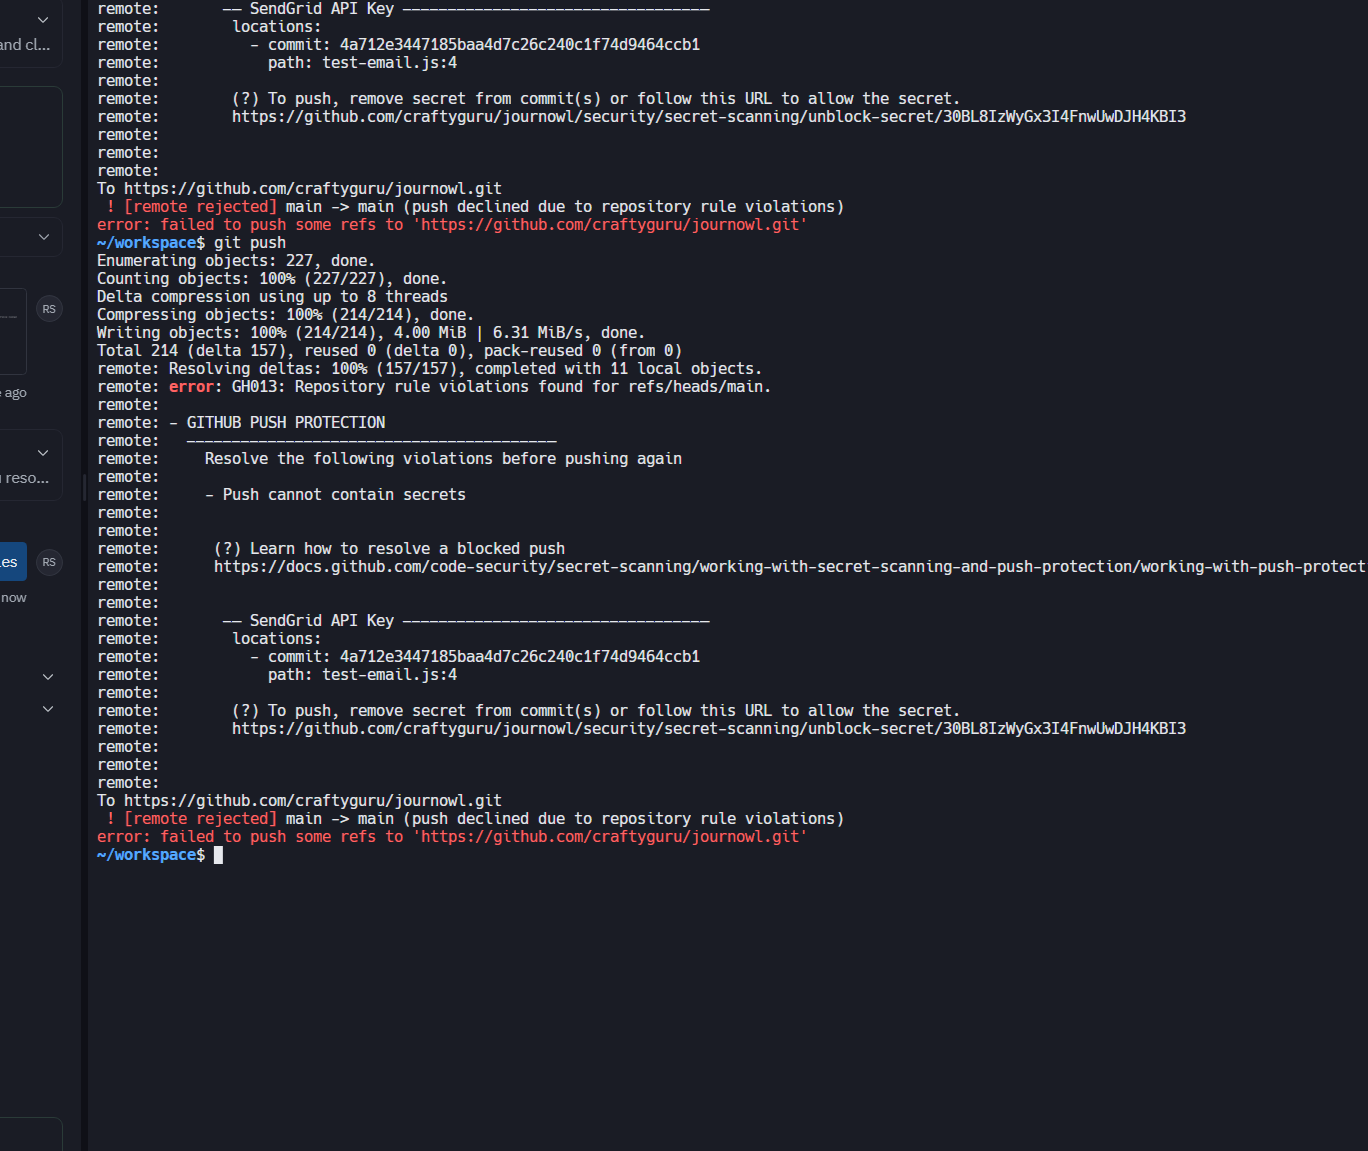 and cl...
RS
ago
reso...
es
RS
now
remote:       —— SendGrid API Key ——————————————————————————————————
remote:        locations:
remote:          - commit: 4a712e3447185baa4d7c26c240c1f74d9464ccb1
remote:            path: test-email.js:4
remote:
remote:        (?) To push, remove secret from commit(s) or follow this URL to allow the secret.
remote:        https://github.com/craftyguru/journowl/security/secret-scanning/unblock-secret/30BL8IzWyGx3I4FnwUwDJH4KBI3
remote:
remote:
remote:
To https://github.com/craftyguru/journowl.git
 ! [remote rejected] main -> main (push declined due to repository rule violations)
error: failed to push some refs to 'https://github.com/craftyguru/journowl.git'
~/workspace$ git push
Enumerating objects: 227, done.
Counting objects: 100% (227/227), done.
Delta compression using up to 8 threads
Compressing objects: 100% (214/214), done.
Writing objects: 100% (214/214), 4.00 MiB | 6.31 MiB/s, done.
Total 214 (delta 157), reused 0 (delta 0), pack-reused 0 (from 0)
remote: Resolving deltas: 100% (157/157), completed with 11 local objects.
remote: error: GH013: Repository rule violations found for refs/heads/main.
remote:
remote: - GITHUB PUSH PROTECTION
remote:   —————————————————————————————————————————
remote:     Resolve the following violations before pushing again
remote:
remote:     - Push cannot contain secrets
remote:
remote:
remote:      (?) Learn how to resolve a blocked push
remote:      https://docs.github.com/code-security/secret-scanning/working-with-secret-scanning-and-push-protection/working-with-push-protect
remote:
remote:
remote:       —— SendGrid API Key ——————————————————————————————————
remote:        locations:
remote:          - commit: 4a712e3447185baa4d7c26c240c1f74d9464ccb1
remote:            path: test-email.js:4
remote:
remote:        (?) To push, remove secret from commit(s) or follow this URL to allow the secret.
remote:        https://github.com/craftyguru/journowl/security/secret-scanning/unblock-secret/30BL8IzWyGx3I4FnwUwDJH4KBI3
remote:
remote:
remote:
To https://github.com/craftyguru/journowl.git
 ! [remote rejected] main -> main (push declined due to repository rule violations)
error: failed to push some refs to 'https://github.com/craftyguru/journowl.git'
~/workspace$